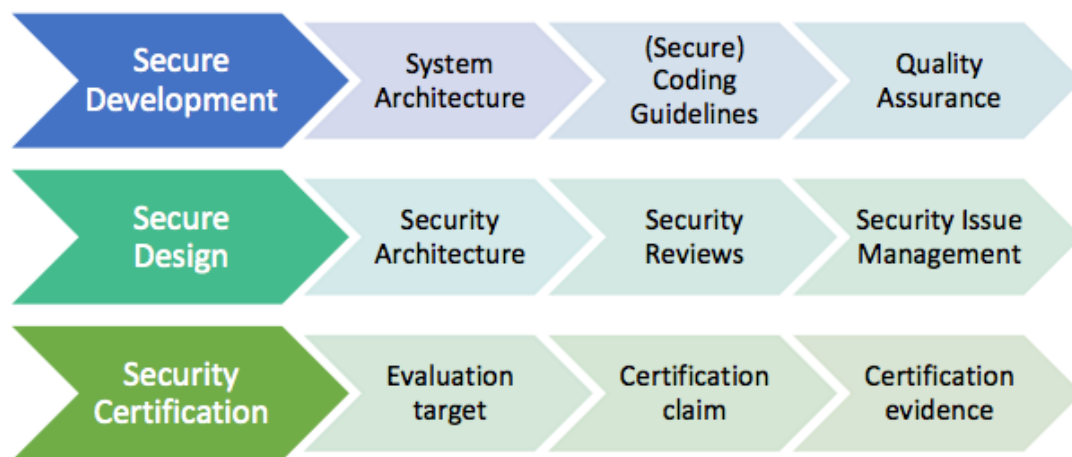 Secure
Development
System
Architecture
(Secure)
Coding
Guidelines
Quality
Assurance
Secure
Design
Security
Architecture
Security
Reviews
Security Issue
Management
Security
Certification
Evaluation
target
Certification
claim
Certification
evidence